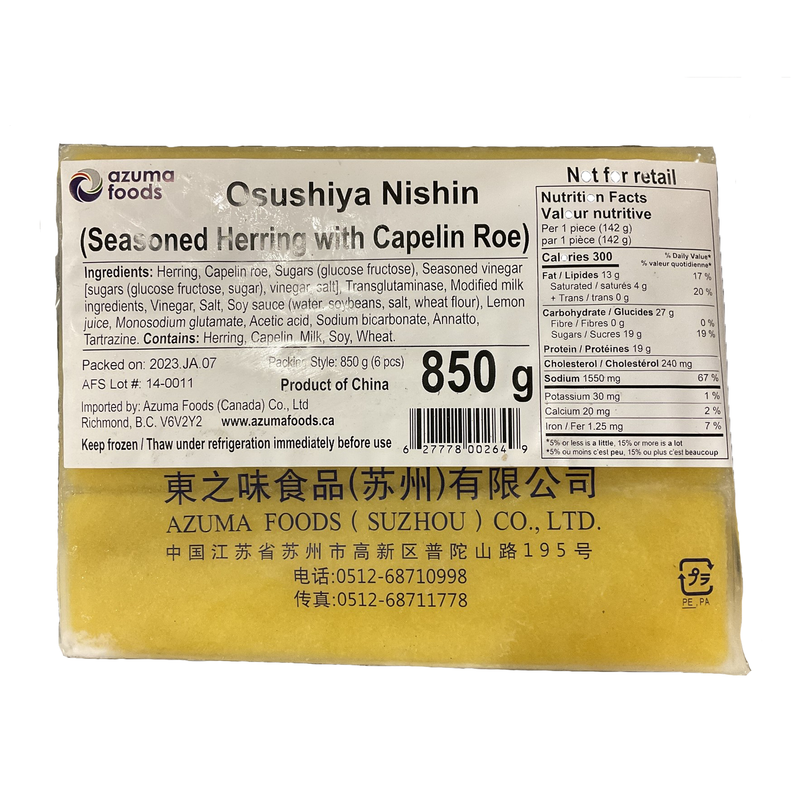 azuma
foods
Osushiya Nishin
(Seasoned Herring with Capelin Roe)
Ingredients: Herring, Capelin roe, Sugars (glucose fructose), Seasoned vinegar
[sugars (glucose fructose, sugar), vinegar, salt], Transglutaminase, Modified milk
ingredients, Vinegar, Salt, Soy sauce (water, soybeans, salt, wheat flour), Lemon
juice, Monosodium glutamate, Acetic acid, Sodium bicarbonate, Annatto,
Tartrazine. Contains: Herring, Capelin, Milk, Soy, Wheat.
Packed on: 2023.JA.07
Packing Style: 850 g (6 pcs)
AFS Lot #: 14-0011
Product of China
850 g
Imported by: Azuma Foods (Canada) Co., Ltd
Richmond, B.C. V6V2Y2 www.azumafoods.ca
Keep frozen / Thaw under refrigeration immediately before use
6 27778 00264 9
Not for retail
Nutrition Facts
Valeur nutritive
Per 1 piece (142 g)
par 1 pièce (142 g)
Calories 300
% Daily Value*
% valeur quotidienne*
Fat / Lipides 13 g 17 %
Saturated / saturés 4 g
+ Trans / trans 0 g 20 %
Carbohydrate / Glucides 27 g
Fibre / Fibres 0 g 0 %
Sugars / Sucres 19 g 19 %
Protein / Protéines 19 g
Cholesterol / Cholestérol 240 mg
Sodium 1550 mg 67 %
Potassium 30 mg 1 %
Calcium 20 mg 2 %
Iron / Fer 1.25 mg 7 %
*5% or less is a little, 15% or more is a lot
*5% ou moins c'est peu, 15% ou plus c'est beaucoup
東之味食品(苏州)有限公司
AZUMA FOODS ( SUZHOU ) CO., LTD.
中国江苏省苏州市高新区普陀山路195号
电话:0512-68710998
传真:0512-68711778
プラ
PE, PA